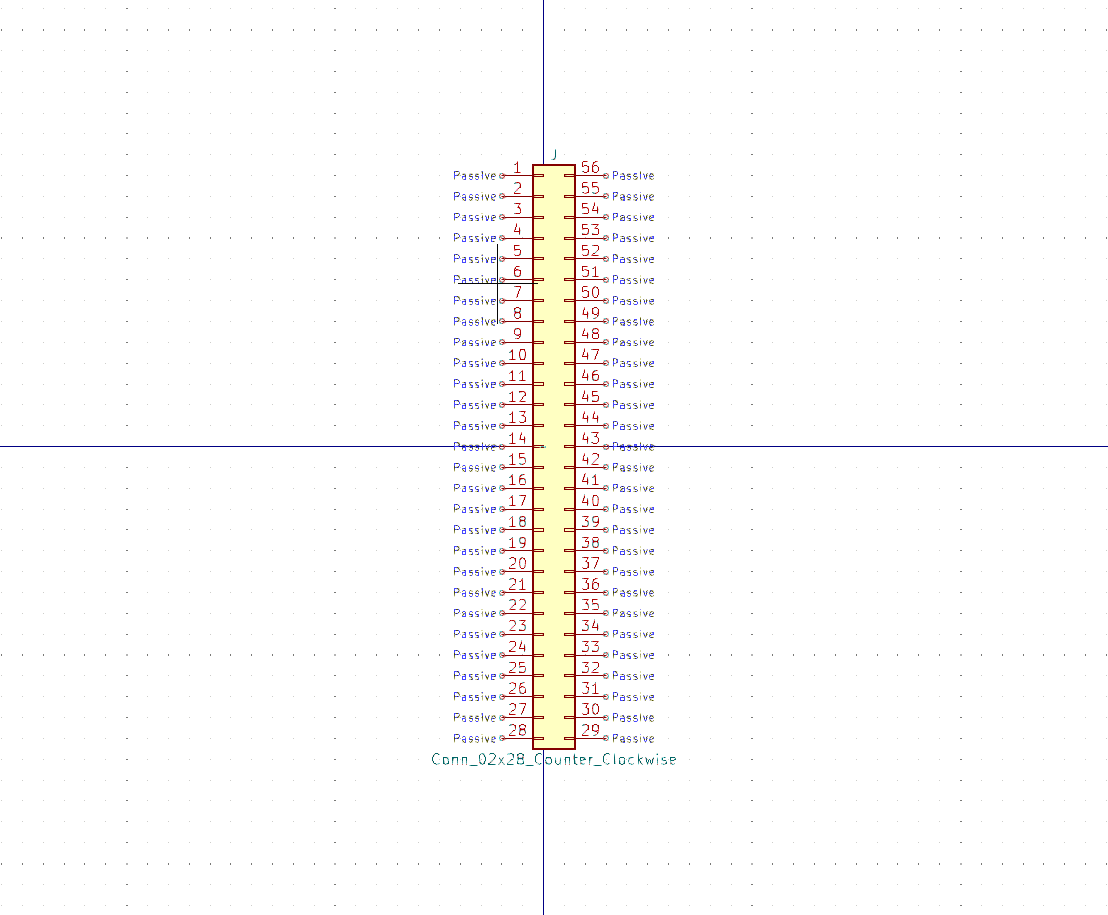 J
Passive 1 56 Passive
Passive 2 55 Passive
Passive 3 54 Passive
Passive 4 53 Passive
Passive 5 52 Passive
Passive 6 51 Passive
Passive 7 50 Passive
Passive 8 49 Passive
Passive 9 48 Passive
Passive 10 47 Passive
Passive 11 46 Passive
Passive 12 45 Passive
Passive 13 44 Passive
Passive 14 43 Passive
Passive 15 42 Passive
Passive 16 41 Passive
Passive 17 40 Passive
Passive 18 39 Passive
Passive 19 38 Passive
Passive 20 37 Passive
Passive 21 36 Passive
Passive 22 35 Passive
Passive 23 34 Passive
Passive 24 33 Passive
Passive 25 32 Passive
Passive 26 31 Passive
Passive 27 30 Passive
Passive 28 29 Passive
Conn_02x28_Counter_Clockwise